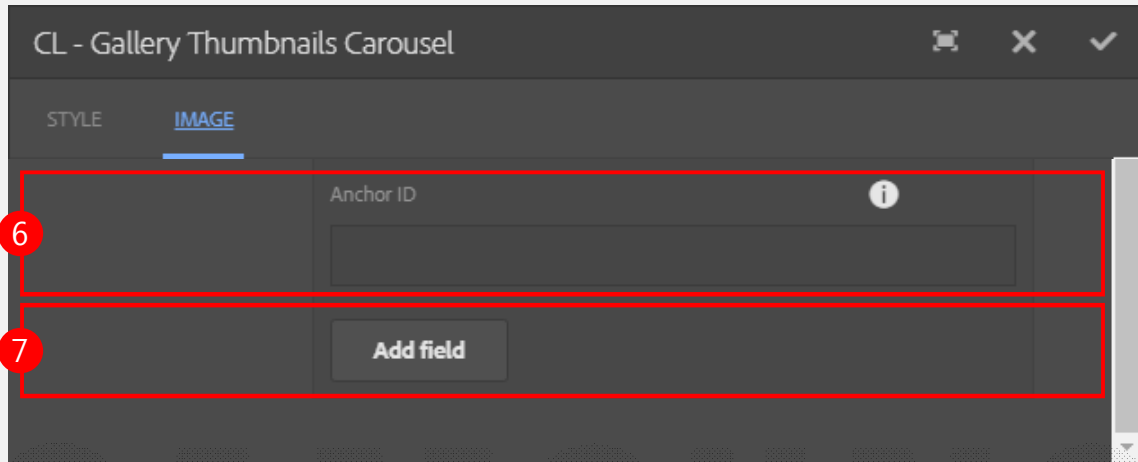 CL - Gallery Thumbnails Carousel
STYLE IMAGE
6
Anchor ID
7
Add field